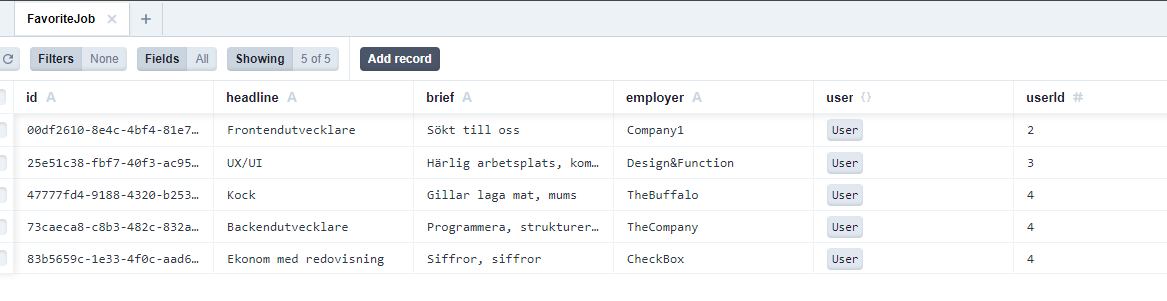 FavoriteJob × +
Filters None Fields All Showing 5 of 5 Add record
id A headline A brief A employer A user {} userId #
00df2610-8e4c-4bf4-81e7… Frontendutvecklare Sökt till oss Company1 User 2
25e51c38-fbf7-40f3-ac95… UX/UI Härlig arbetsplats, kom… Design&Function User 3
47777fd4-9188-4320-b253… Kock Gillar laga mat, mums TheBuffalo User 4
73caeca8-c8b3-482c-832a… Backendutvecklare Programmera, strukturer… TheCompany User 4
83b5659c-1e33-4f0c-aad6… Ekonom med redovisning Siffror, siffror CheckBox User 4